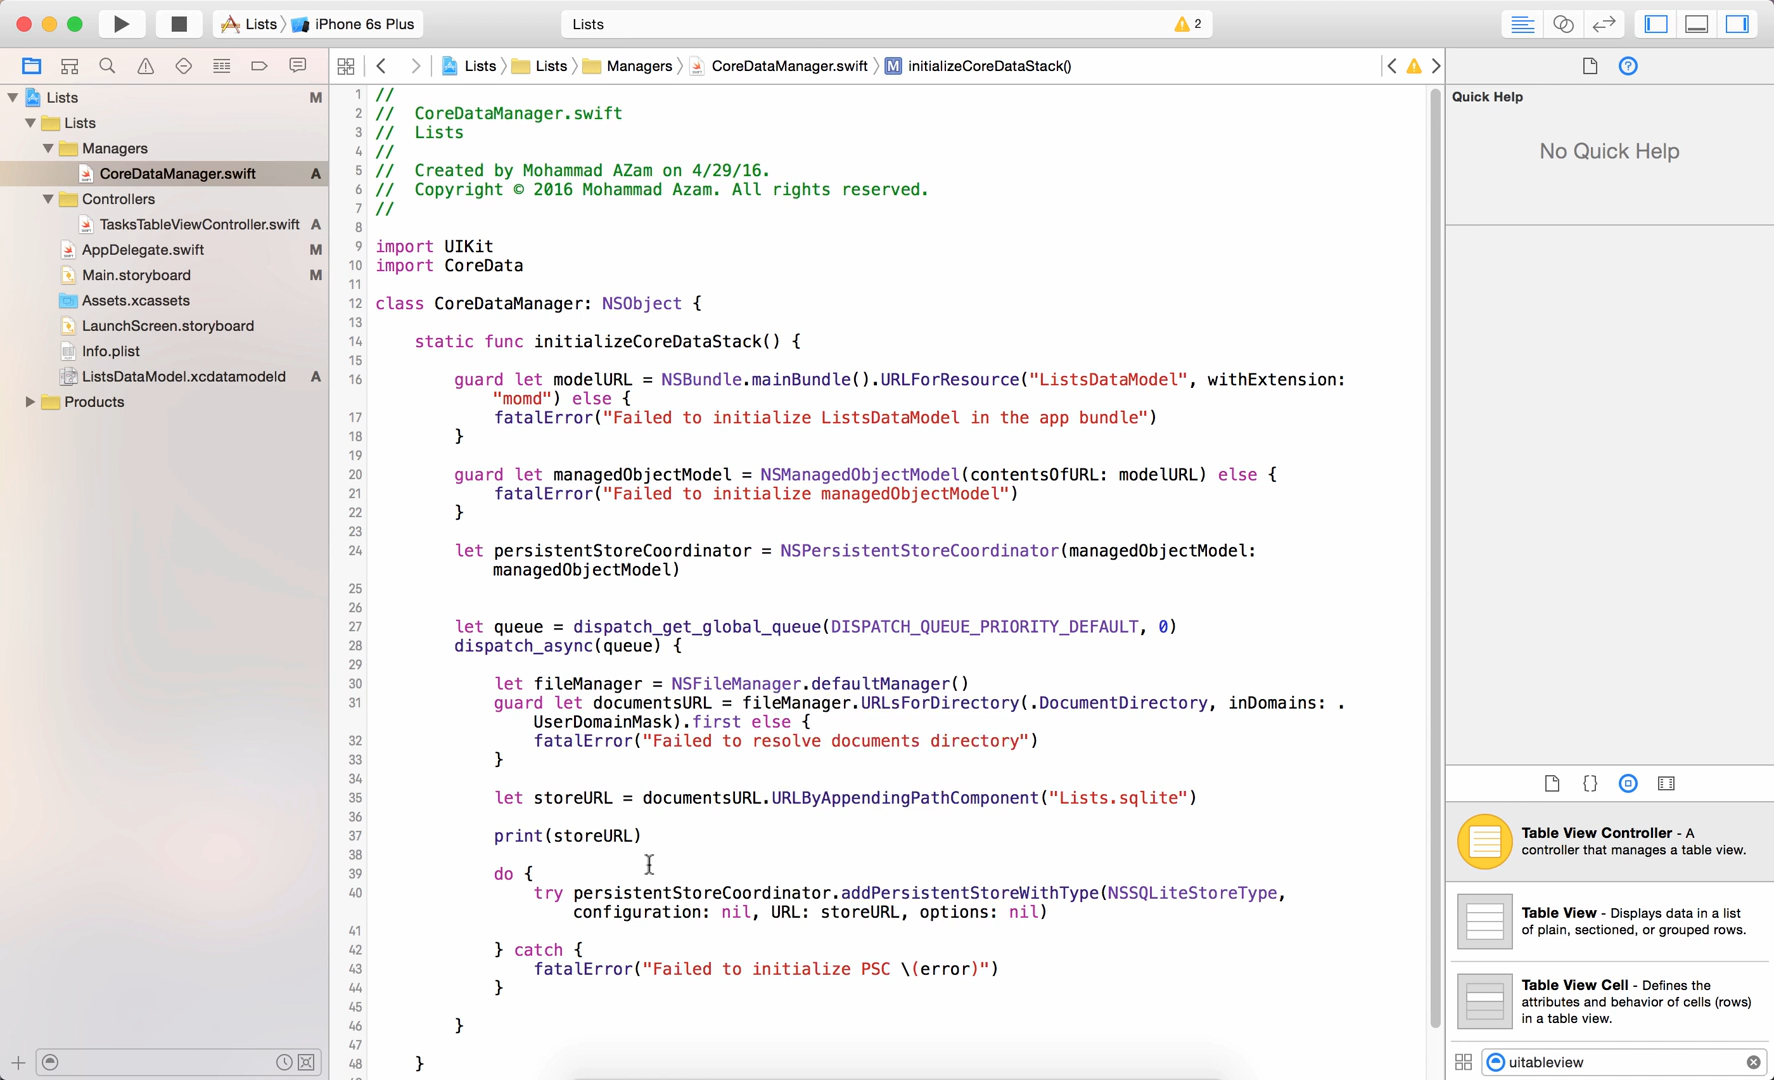 Lists
iPhone 6s Plus
Lists
2
Lists
Lists
Managers
CoreDataManager.swift
M
initializeCoreDataStack()
Lists M
Lists
Managers
CoreDataManager.swift A
Controllers
TasksTableViewController.swift A
AppDelegate.swift M
Main.storyboard M
Assets.xcassets
LaunchScreen.storyboard
Info.plist
ListsDataModel.xcdatamodeld A
Products
1 //
2 // CoreDataManager.swift
3 // Lists
4 //
5 // Created by Mohammad AZam on 4/29/16.
6 // Copyright © 2016 Mohammad Azam. All rights reserved.
7 //
8
9 import UIKit
10 import CoreData
11
12 class CoreDataManager: NSObject {
13
14 static func initializeCoreDataStack() {
15
16 guard let modelURL = NSBundle.mainBundle().URLForResource("ListsDataModel", withExtension:
"momd") else {
17 fatalError("Failed to initialize ListsDataModel in the app bundle")
18 }
19
20 guard let managedObjectModel = NSManagedObjectModel(contentsOfURL: modelURL) else {
21 fatalError("Failed to initialize managedObjectModel")
22 }
23
24 let persistentStoreCoordinator = NSPersistentStoreCoordinator(managedObjectModel:
managedObjectModel)
25
26
27 let queue = dispatch_get_global_queue(DISPATCH_QUEUE_PRIORITY_DEFAULT, 0)
28 dispatch_async(queue) {
29
30 let fileManager = NSFileManager.defaultManager()
31 guard let documentsURL = fileManager.URLsForDirectory(.DocumentDirectory, inDomains: .
UserDomainMask).first else {
32 fatalError("Failed to resolve documents directory")
33 }
34
35 let storeURL = documentsURL.URLByAppendingPathComponent("Lists.sqlite")
36
37 print(storeURL)
38
39 do {
40 try persistentStoreCoordinator.addPersistentStoreWithType(NSSQLiteStoreType,
configuration: nil, URL: storeURL, options: nil)
41
42 } catch {
43 fatalError("Failed to initialize PSC \(error)")
44 }
45
46 }
47
48 }
Quick Help
No Quick Help
Table View Controller - A
controller that manages a table view.
Table View - Displays data in a list
of plain, sectioned, or grouped rows.
Table View Cell - Defines the
attributes and behavior of cells (rows)
in a table view.
uitableview